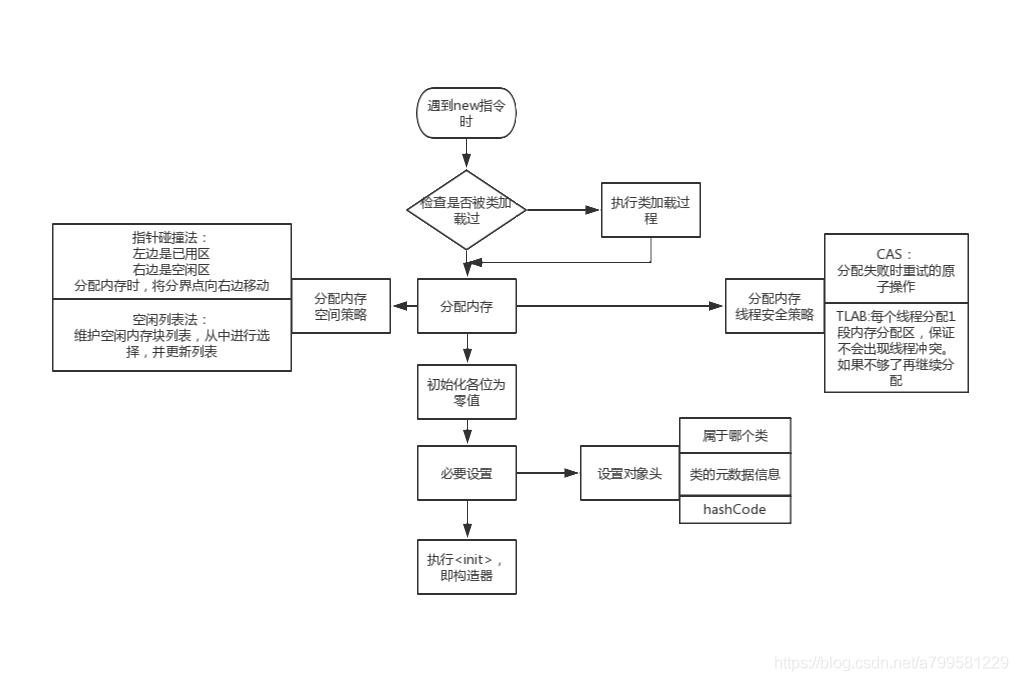 遇到new指令
时
检查是否被类加
载过
执行类加载过
程
指针碰撞法：
左边是已用区
右边是空闲区
分配内存时，将分界点向右边移动
空闲列表法：
维护空闲内存块列表，从中进行选
择，并更新列表
分配内存
空间策略
分配内存
分配内存
线程安全策略
CAS：
分配失败时重试的原
子操作
TLAB:每个线程分配1
段内存分配区，保证
不会出现线程冲突。
如果不够了再继续分
配
初始化各位为
零值
必要设置
设置对象头
属于哪个类
类的元数据信息
hashCode
执行<init>，
即构造器
https://blog.csdn.net/a799581229